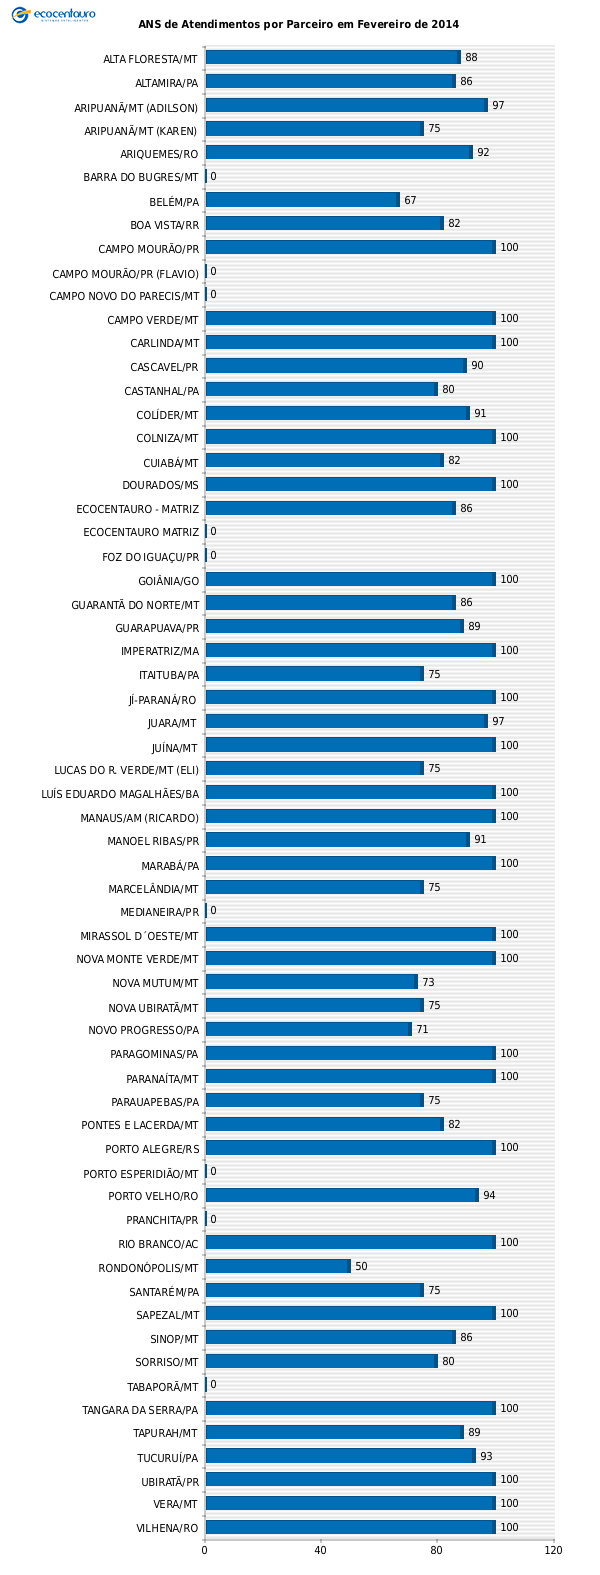 ecocentauro
ANS de Atendimentos por Parceiro em Fevereiro de 2014
ALTA FLORESTA/MT 88
ALTAMIRA/PA 86
ARIPUANÃ/MT (ADILSON) 97
ARIPUANÃ/MT (KAREN) 75
ARIQUEMES/RO 92
BARRA DO BUGRES/MT 0
BELÉM/PA 67
BOA VISTA/RR 82
CAMPO MOURÃO/PR 100
CAMPO MOURÃO/PR (FLAVIO) 0
CAMPO NOVO DO PARECIS/MT 0
CAMPO VERDE/MT 100
CARLINDA/MT 100
CASCAVEL/PR 90
CASTANHAL/PA 80
COLÍDER/MT 91
COLNIZA/MT 100
CUIABÁ/MT 82
DOURADOS/MS 100
ECOCENTAURO - MATRIZ 86
ECOCENTAURO MATRIZ 0
FOZ DO IGUAÇU/PR 0
GOIÂNIA/GO 100
GUARANTÃ DO NORTE/MT 86
GUARAPUAVA/PR 89
IMPERATRIZ/MA 100
ITAITUBA/PA 75
JÍ-PARANÁ/RO 100
JUARA/MT 97
JUÍNA/MT 100
LUCAS DO R. VERDE/MT (ELI) 75
LUÍS EDUARDO MAGALHÃES/BA 100
MANAUS/AM (RICARDO) 100
MANOEL RIBAS/PR 91
MARABÁ/PA 100
MARCELÂNDIA/MT 75
MEDIANEIRA/PR 0
MIRASSOL D´OESTE/MT 100
NOVA MONTE VERDE/MT 100
NOVA MUTUM/MT 73
NOVA UBIRATÃ/MT 75
NOVO PROGRESSO/PA 71
PARAGOMINAS/PA 100
PARANAÍTA/MT 100
PARAUAPEBAS/PA 75
PONTES E LACERDA/MT 82
PORTO ALEGRE/RS 100
PORTO ESPERIDIÃO/MT 0
PORTO VELHO/RO 94
PRANCHITA/PR 0
RIO BRANCO/AC 100
RONDONÓPOLIS/MT 50
SANTARÉM/PA 75
SAPEZAL/MT 100
SINOP/MT 86
SORRISO/MT 80
TABAPORÃ/MT 0
TANGARA DA SERRA/PA 100
TAPURAH/MT 89
TUCURUÍ/PA 93
UBIRATÃ/PR 100
VERA/MT 100
VILHENA/RO 100
0 40 80 120